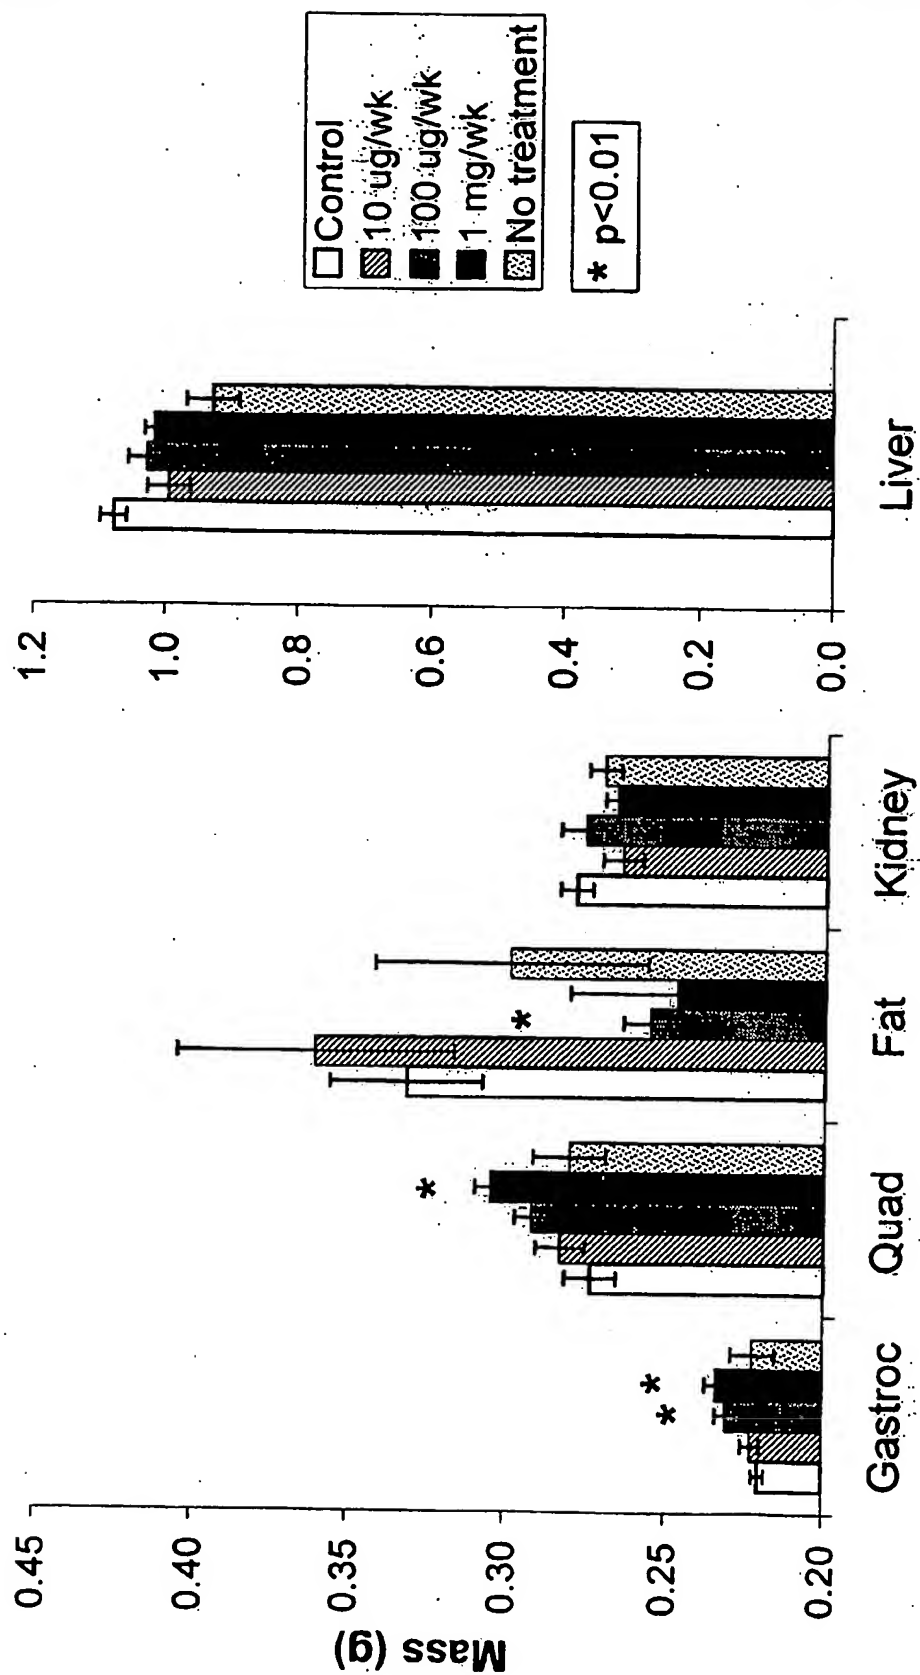 Mass (g)
0.45
0.40
0.35
0.30
0.25
0.20
*
*
*
*
Gastroc
Quad
Fat
Kidney
1.2
1.0
0.8
0.6
0.4
0.2
0.0
Liver
Control
10 ug/wk
100 ug/wk
1 mg/wk
No treatment
* p<0.01